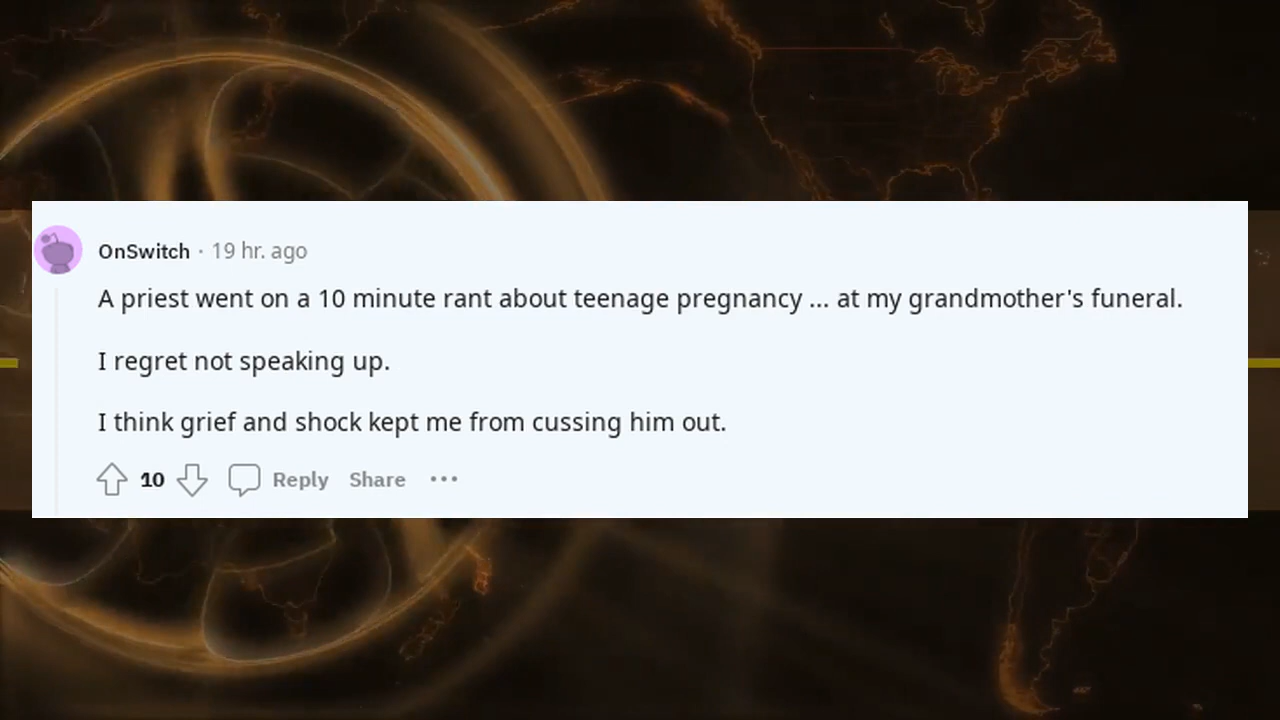 OnSwitch · 19 hr. ago
A priest went on a 10 minute rant about teenage pregnancy ... at my grandmother's funeral.
I regret not speaking up.
I think grief and shock kept me from cussing him out.
10 Reply Share ...